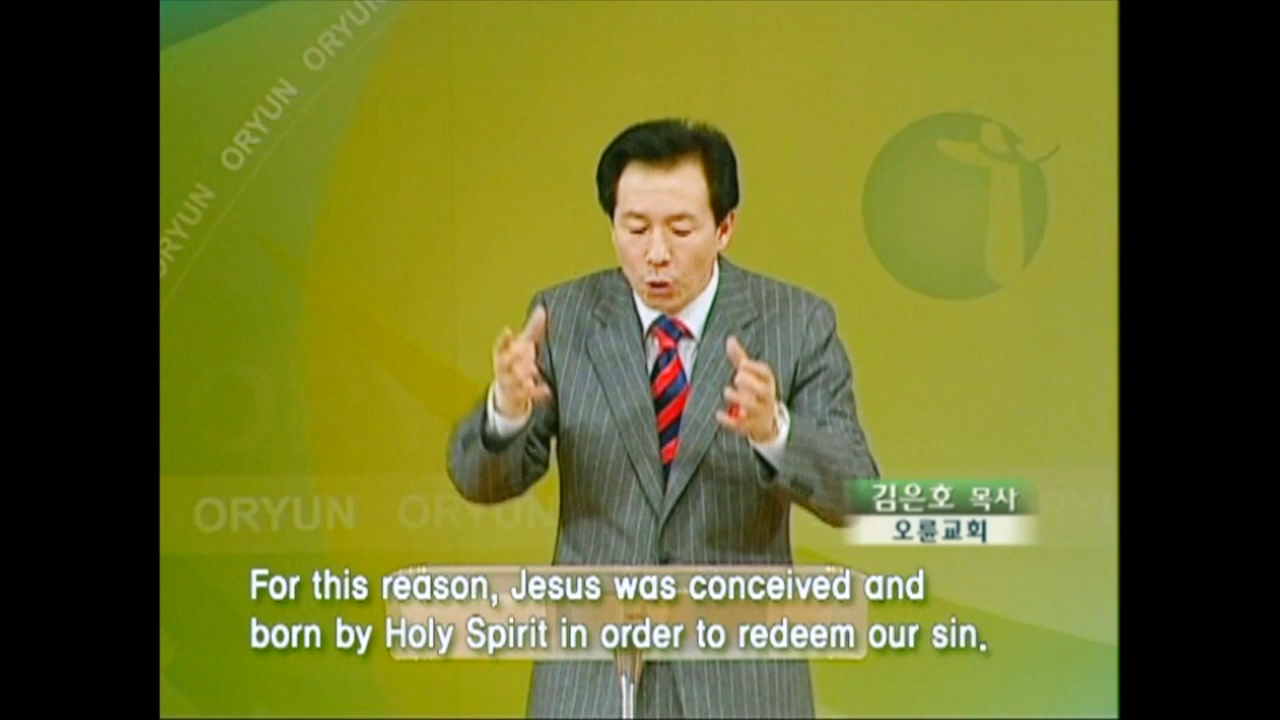 ORYUN
ORYUN
ORYUN
ORYUN ORYUN
김은호 목사
오륜교회
For this reason, Jesus was conceived and
born by Holy Spirit in order to redeem our sin.